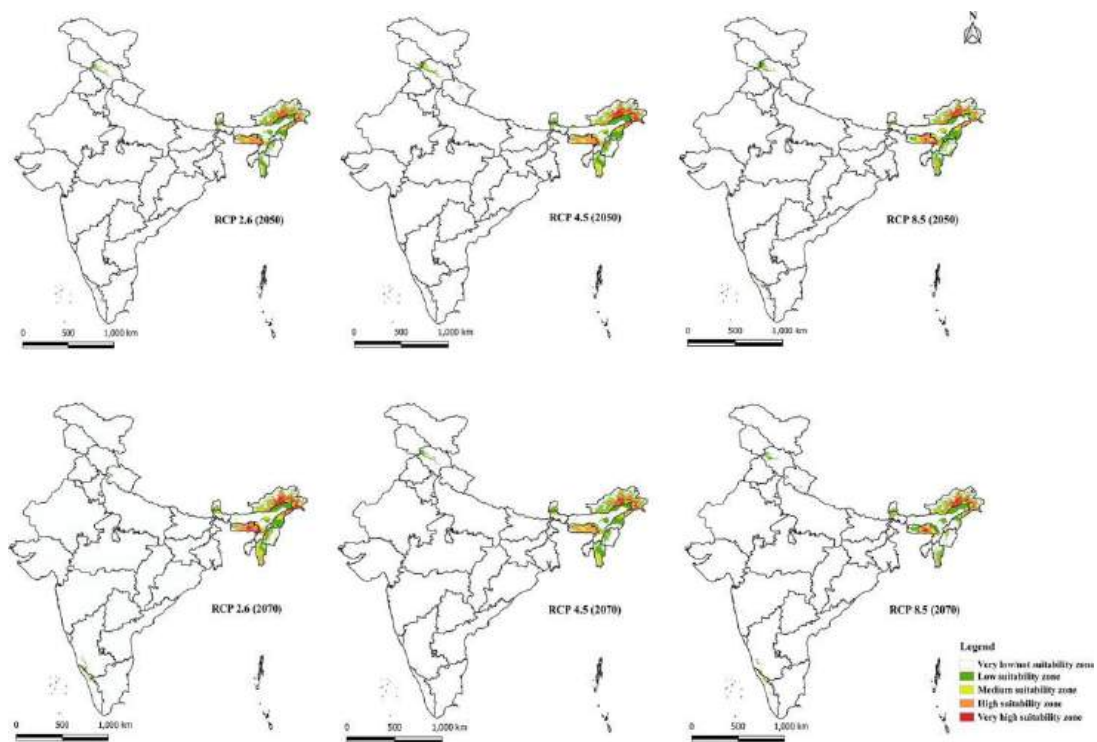 N
RCP 2.6 (2050)
RCP 4.5 (2050)
RCP 8.5 (2050)
0 500 1,000 km
0 500 1,000 km
0 500 1,000 km
RCP 2.6 (2070)
RCP 4.5 (2070)
RCP 8.5 (2070)
Legend
Very low/not suitability zone
Low suitability zone
Medium suitability zone
High suitability zone
Very high suitability zone
0 500 1,000 km
0 500 1,000 km
0 500 1,000 km